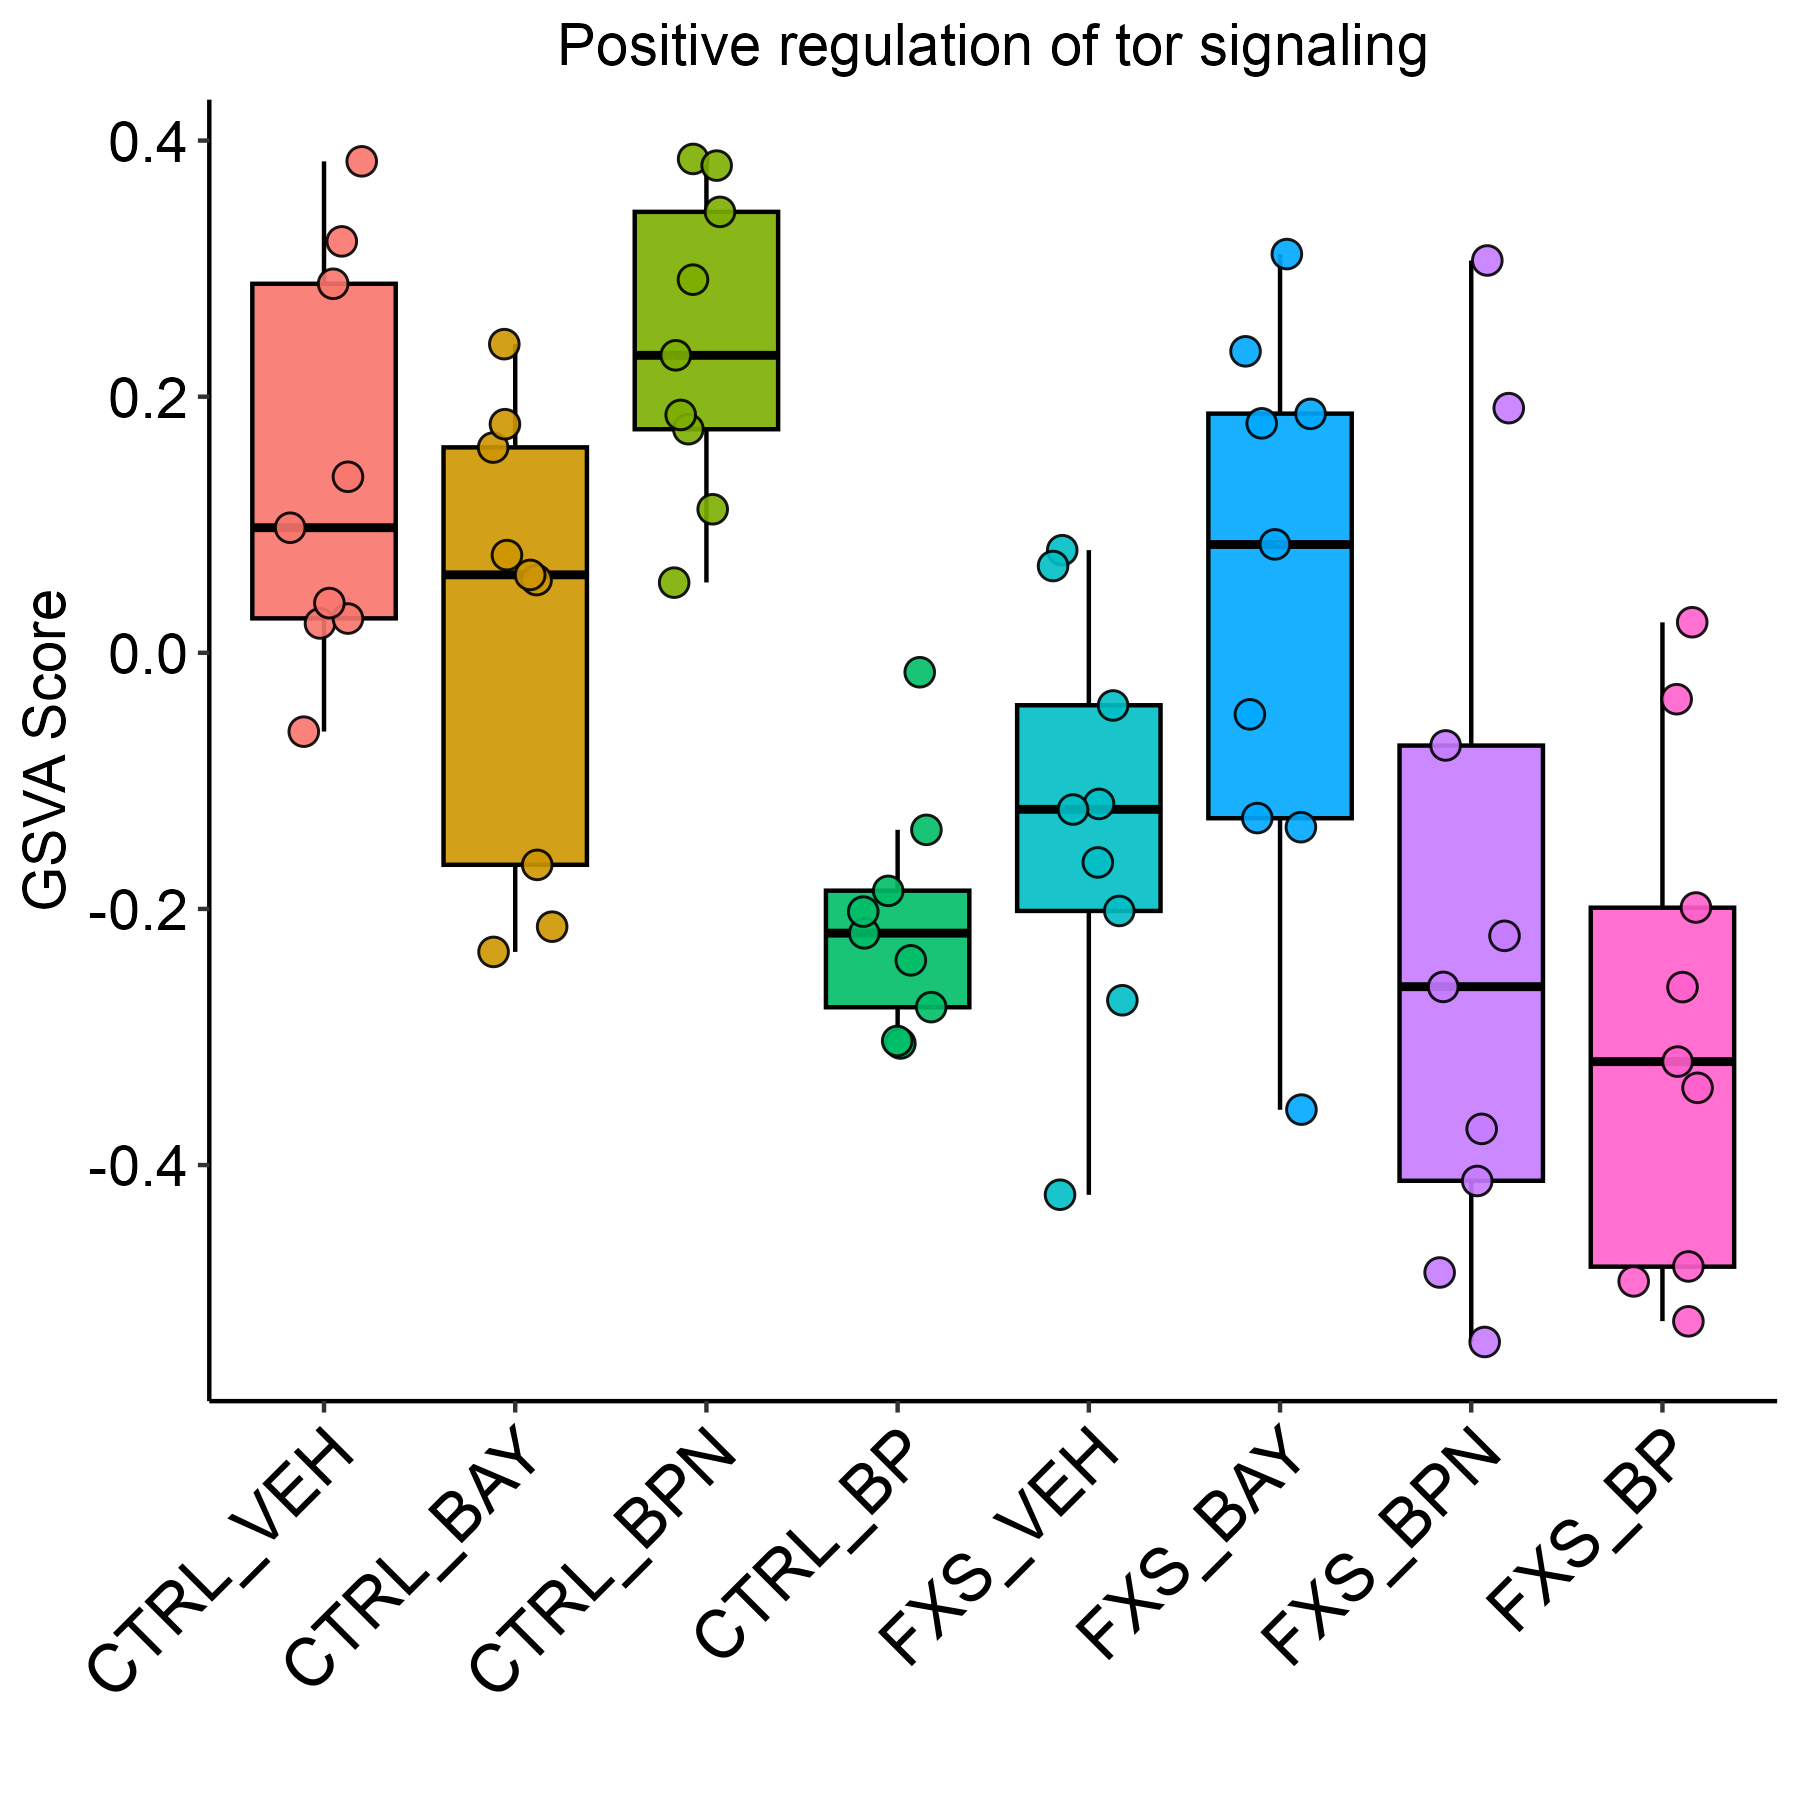 Positive regulation of tor signaling
GSVA Score
0.4
0.2
0.0
-0.2
-0.4
CTRL_VEH
CTRL_BAY
CTRL_BPN
CTRL_BP
FXS_VEH
FXS_BAY
FXS_BPN
FXS_BP